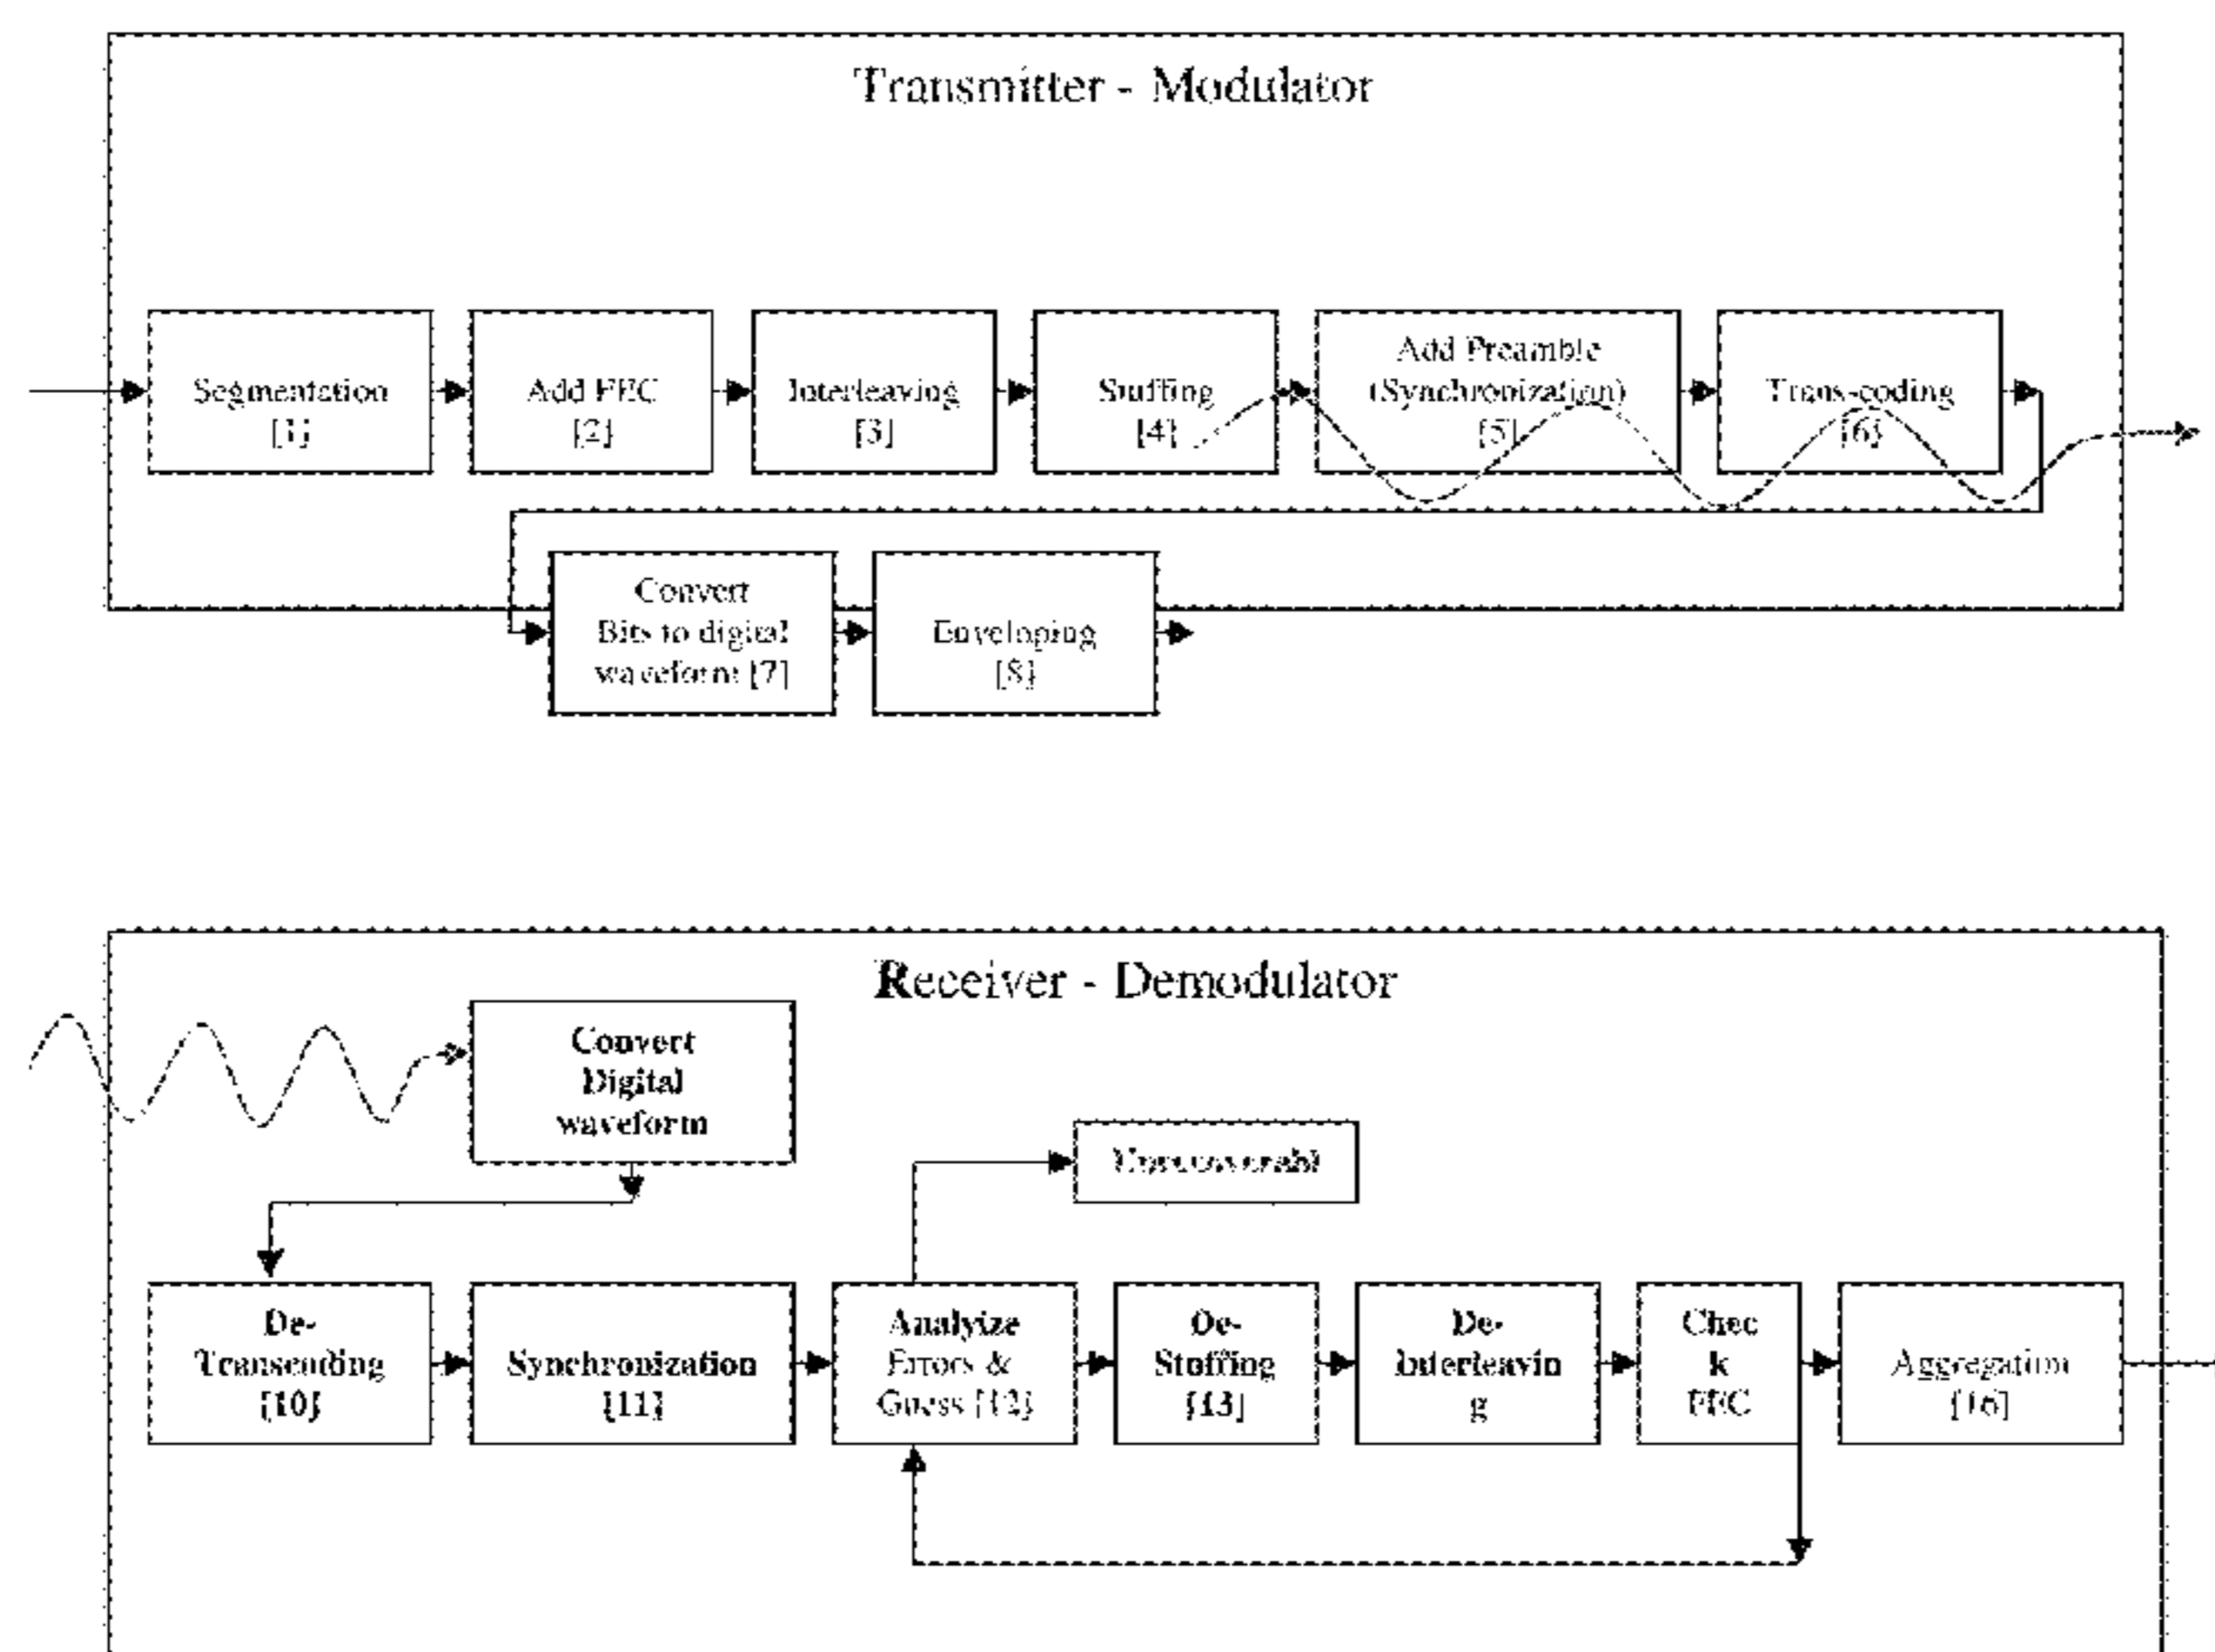 Transmitter - Modulator
Segmentation
[1]
Add FEC
[2]
Interleaving
[3]
Stuffing
[4]
Add Preamble
(Synchronization)
[5]
Trans-coding
[6]
Convert
Bits to digital
waveform [7]
Enveloping
[8]
Receiver - Demodulator
Convert
Digital
waveform
De-
Transcoding
[10]
Synchronization
[11]
Analyize
Errors &
Guess [12]
De-
Stuffing
[13]
De-
Interleavin
g
Chec
k
FEC
Aggregation
[16]